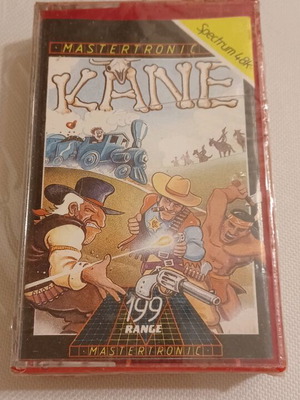 MASTERTRONIC
Spectrum 48K
KANE
199
RANGE
MASTERTRONIC